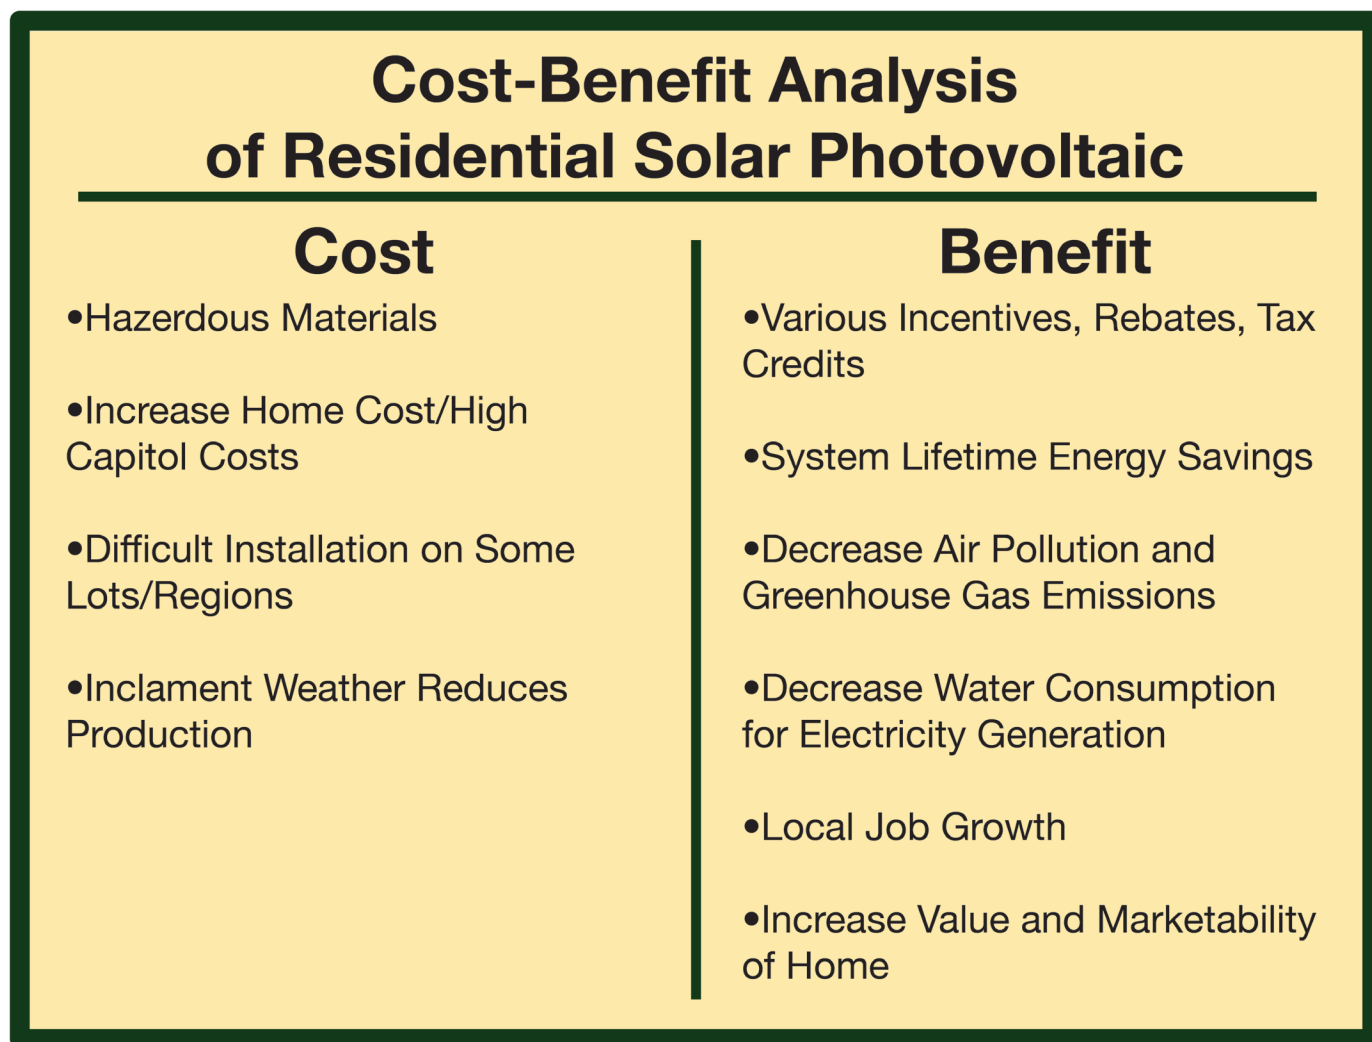 Cost-Benefit Analysis
of Residential Solar Photovoltaic
Cost
•Hazerdous Materials
•Increase Home Cost/High
Capitol Costs
•Difficult Installation on Some
Lots/Regions
•Inclament Weather Reduces
Production
Benefit
•Various Incentives, Rebates, Tax
Credits
•System Lifetime Energy Savings
•Decrease Air Pollution and
Greenhouse Gas Emissions
•Decrease Water Consumption
for Electricity Generation
•Local Job Growth
•Increase Value and Marketability
of Home